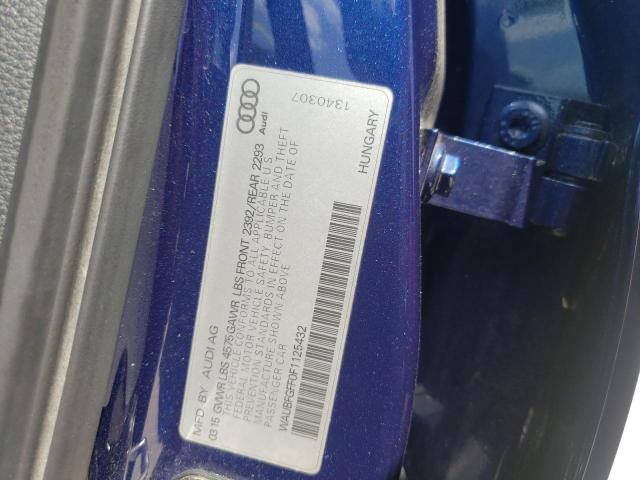 MFD BY AUDI AG
Audi
03 15 GWWR LBS 4575 GAWR LBS FRONT 2392/REAR 2293
THIS VEHICLE CONFORMS TO ALL APPLICABLE U S
FEDERAL MOTOR VEHICLE SAFETY, BUMPER AND THEFT
STANDARDS IN EFFECT ON THE DATE OF
MANUFACTURE SHOWN ABOVE
PASSENGER CAR
1340307
WAUBFGFF0F1125432
HUNGARY